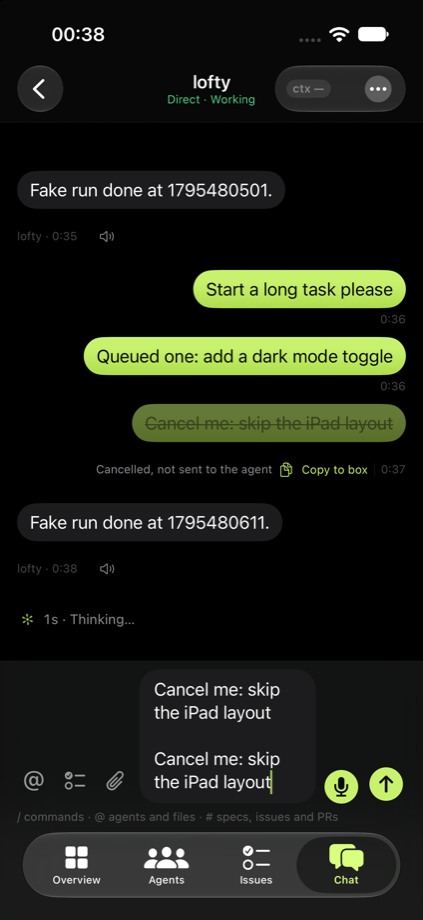 00:38
lofty
Direct · Working
ctx —
Fake run done at 1795480501.
lofty · 0:35
Start a long task please
0:36
Queued one: add a dark mode toggle
0:36
Cancel me: skip the iPad layout
Cancelled, not sent to the agent Copy to box 0:37
Fake run done at 1795480611.
lofty · 0:38
1s · Thinking...
Cancel me: skip
the iPad layout
Cancel me: skip
the iPad layout
/ commands · @ agents and files · # specs, issues and PRs
Overview Agents Issues Chat